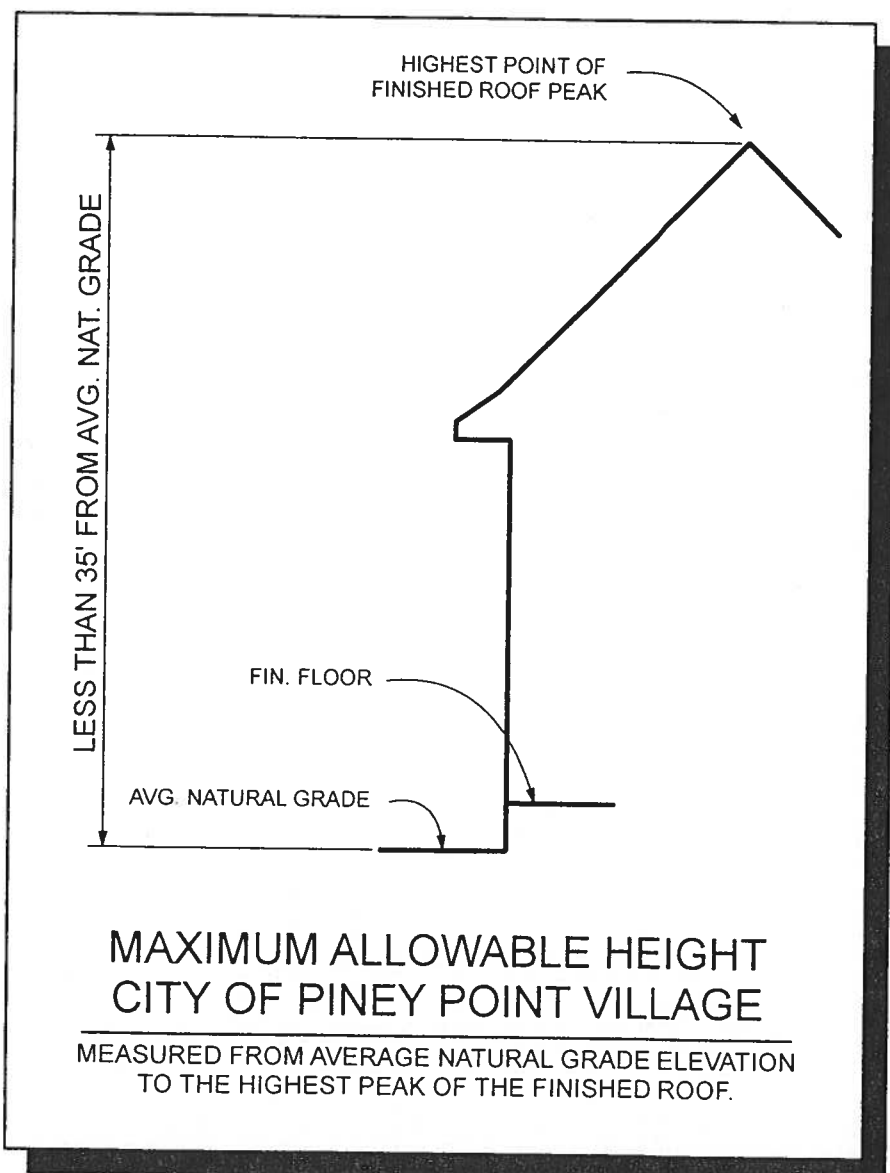 HIGHEST POINT OF
FINISHED ROOF PEAK
LESS THAN 35' FROM AVG. NAT. GRADE
FIN. FLOOR
AVG. NATURAL GRADE
MAXIMUM ALLOWABLE HEIGHT
CITY OF PINEY POINT VILLAGE
MEASURED FROM AVERAGE NATURAL GRADE ELEVATION
TO THE HIGHEST PEAK OF THE FINISHED ROOF.